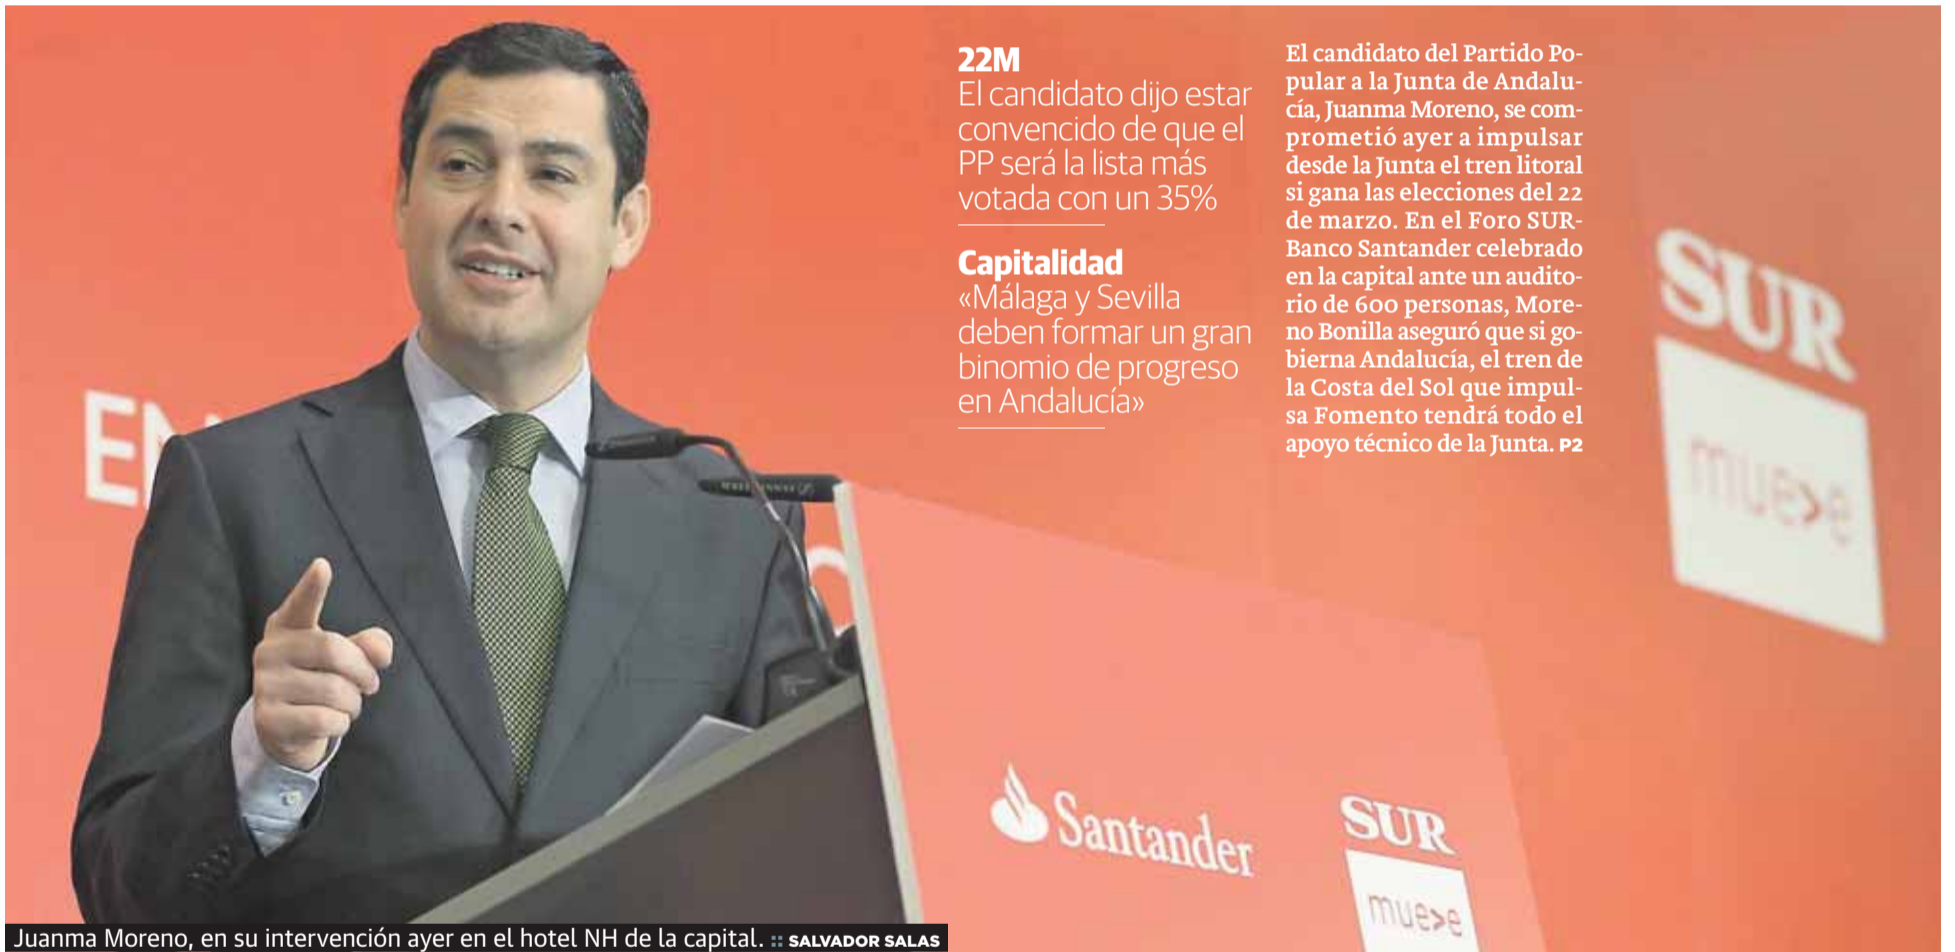 22M
El candidato dijo estar
convencido de que el
PP será la lista más
votada con un 35%
Capitalidad
«Málaga y Sevilla
deben formar un gran
binomio de progreso
en Andalucía»
El candidato del Partido Po-
pular a la Junta de Andalu-
cía, Juanma Moreno, se com-
prometió ayer a impulsar
desde la Junta el tren litoral
si gana las elecciones del 22
de marzo. En el Foro SUR-
Banco Santander celebrado
en la capital ante un audito-
rio de 600 personas, More-
no Bonilla aseguró que si go-
bierna Andalucía, el tren de
la Costa del Sol que impul-
sa Fomento tendrá todo el
apoyo técnico de la Junta. P2
SUR
mue>e
EN
Santander
SUR
mue>e
Juanma Moreno, en su intervención ayer en el hotel NH de la capital. :: SALVADOR SALAS